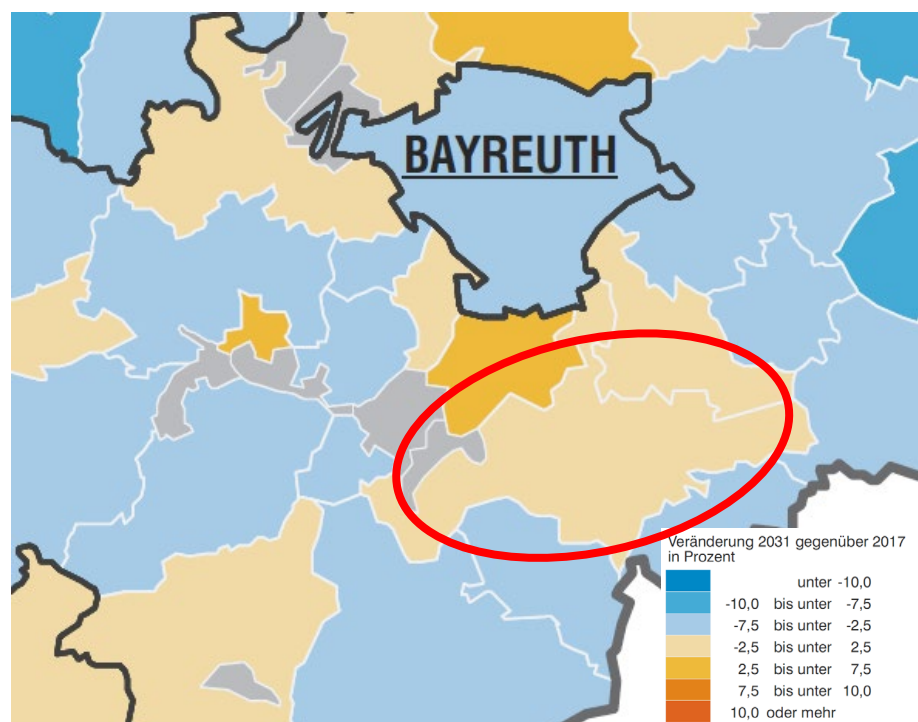 BAYREUTH
Veränderung 2031 gegenüber 2017
in Prozent
unter -10,0
-10,0 bis unter -7,5
-7,5 bis unter -2,5
-2,5 bis unter 2,5
2,5 bis unter 7,5
7,5 bis unter 10,0
10,0 oder mehr